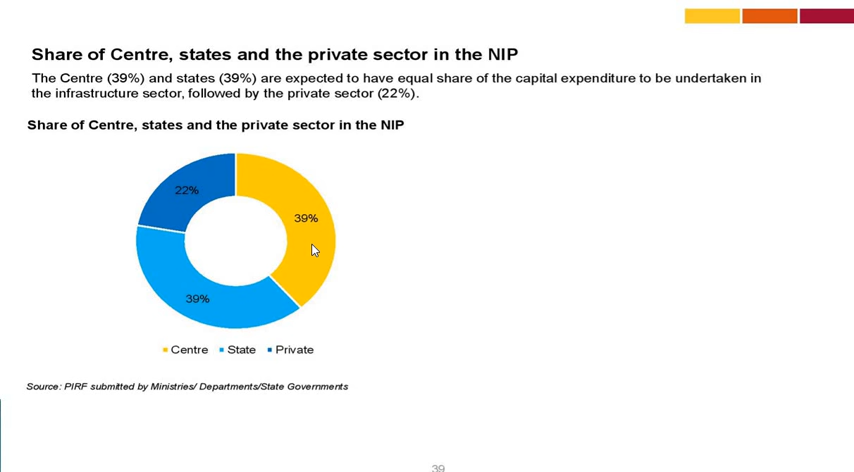 Share of Centre, states and the private sector in the NIP
The Centre (39%) and states (39%) are expected to have equal share of the capital expenditure to be undertaken in
the infrastructure sector, followed by the private sector (22%).
Share of Centre, states and the private sector in the NIP
22%
39%
39%
Centre State Private
Source: PIRF submitted by Ministries/ Departments/State Governments
39